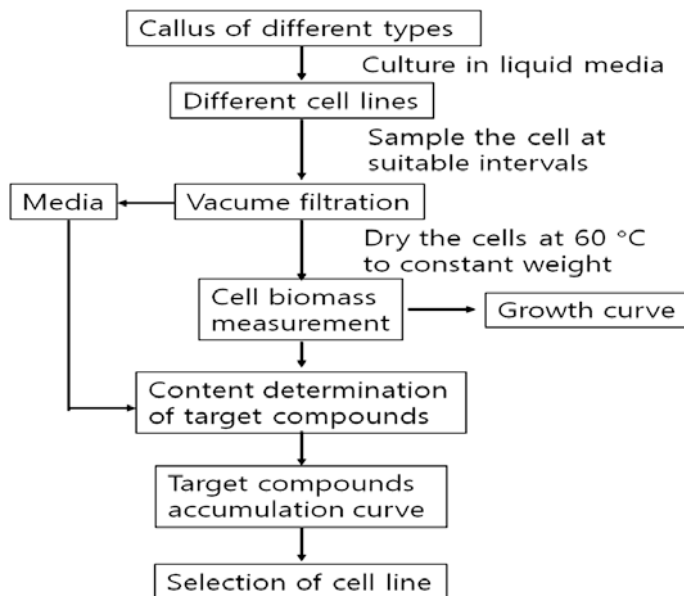 Callus of different types
Culture in liquid media
Different cell lines
Sample the cell at
suitable intervals
Media
Vacume filtration
Dry the cells at 60 °C
to constant weight
Cell biomass
measurement
Growth curve
Content determination
of target compounds
Target compounds
accumulation curve
Selection of cell line